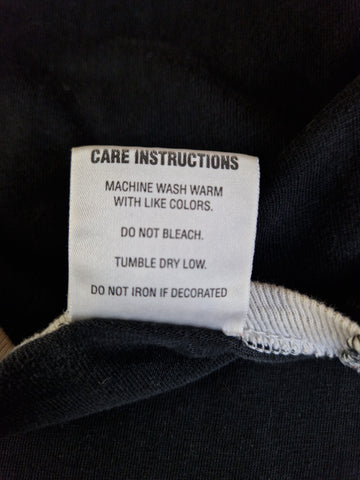 CARE INSTRUCTIONS
MACHINE WASH WARM
WITH LIKE COLORS.
DO NOT BLEACH.
TUMBLE DRY LOW.
DO NOT IRON IF DECORATED